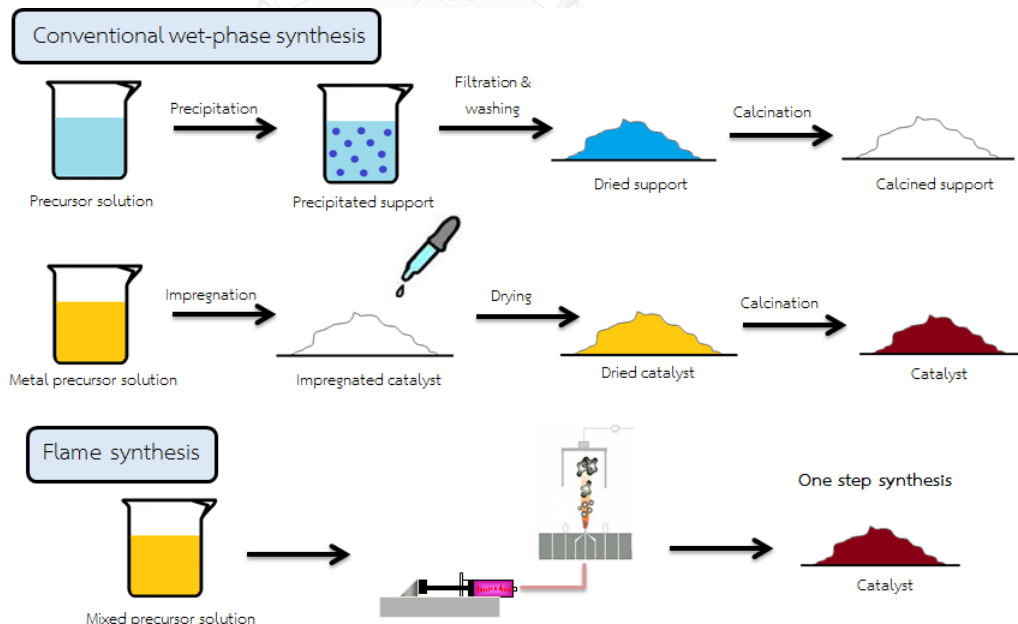 Conventional wet-phase synthesis
Precipitation
Filtration &
washing
Calcination
Precursor solution
Precipitated support
Dried support
Calcined support
Impregnation
Drying
Calcination
Metal precursor solution
Impregnated catalyst
Dried catalyst
Catalyst
Flame synthesis
One step synthesis
Mixed precursor solution
Catalyst